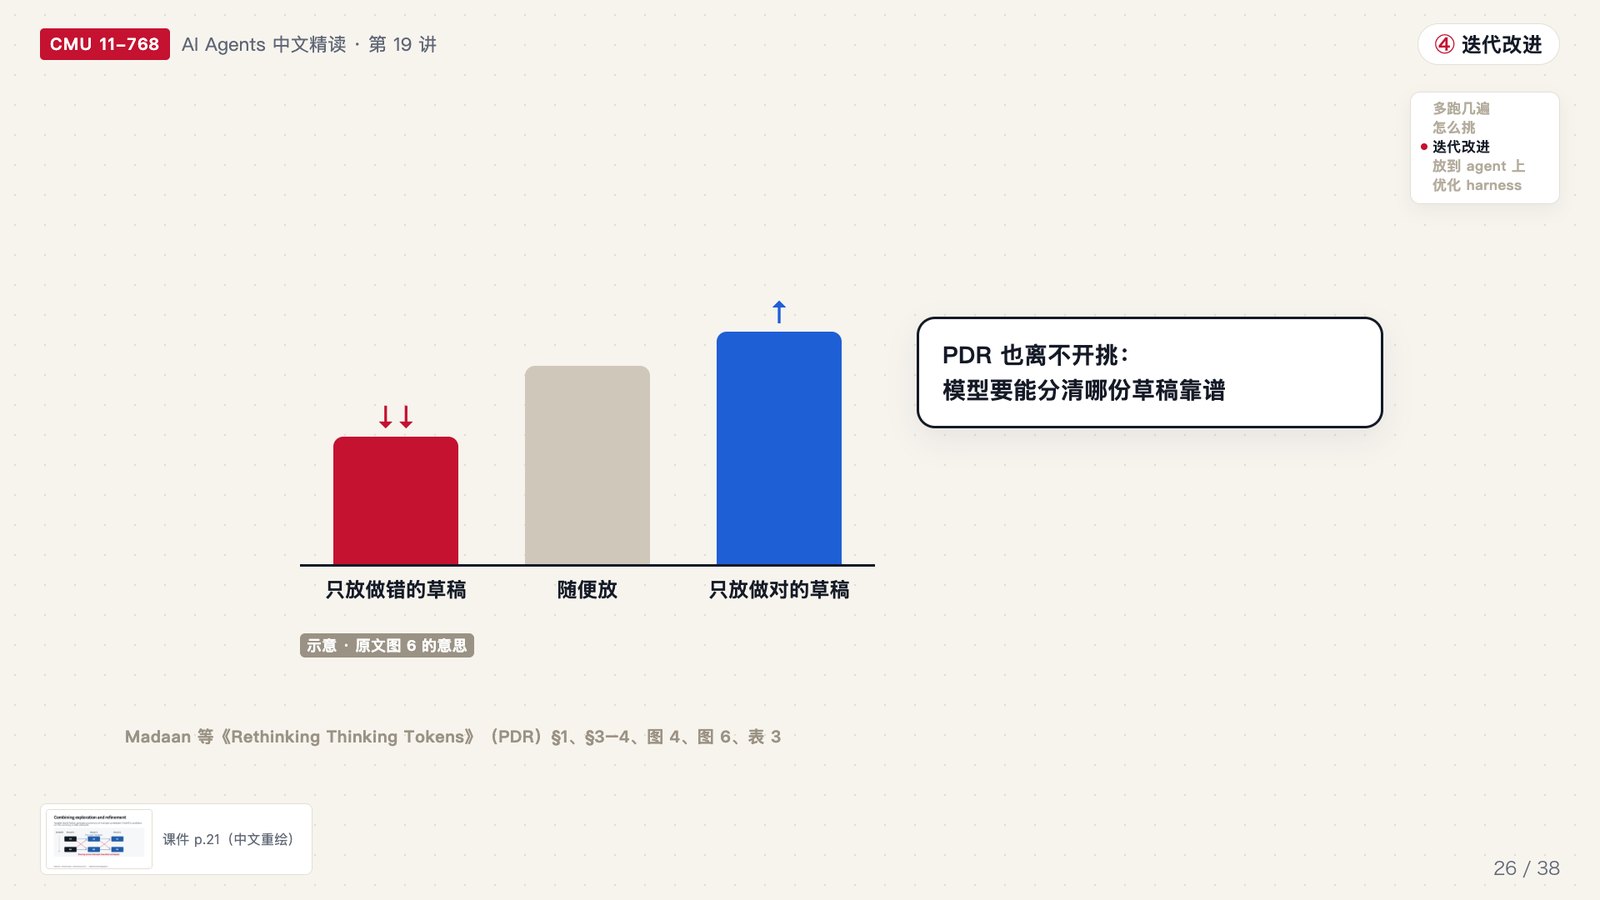 CMU 11-768 AI Agents 中文精读 · 第 19 讲
④ 迭代改进
多跑几遍
怎么挑
迭代改进
放到 agent 上
优化 harness
↑
↓↓
PDR 也离不开挑：
模型要能分清哪份草稿靠谱
只放做错的草稿 随便放 只放做对的草稿
示意 · 原文图 6 的意思
Madaan 等《Rethinking Thinking Tokens》（PDR）§1、§3–4、图 4、图 6、表 3
Combining exploration and refinement
课件 p.21（中文重绘）
26 / 38